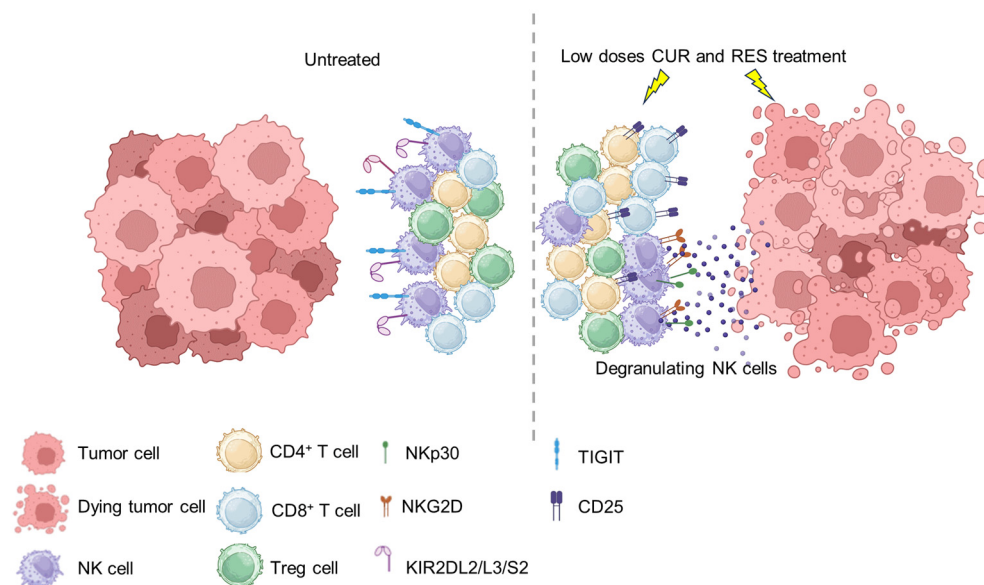 Untreated
Low doses CUR and RES treatment
Degranulating NK cells
Tumor cell
CD4⁺ T cell
NKp30
TIGIT
Dying tumor cell
CD8⁺ T cell
NKG2D
CD25
NK cell
Treg cell
KIR2DL2/L3/S2